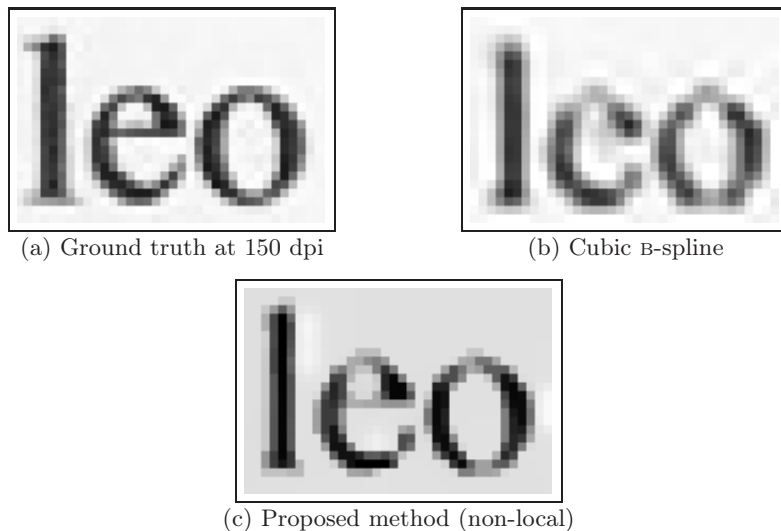 leo
leo
(a) Ground truth at 150 dpi
(b) Cubic B-spline
leo
(c) Proposed method (non-local)